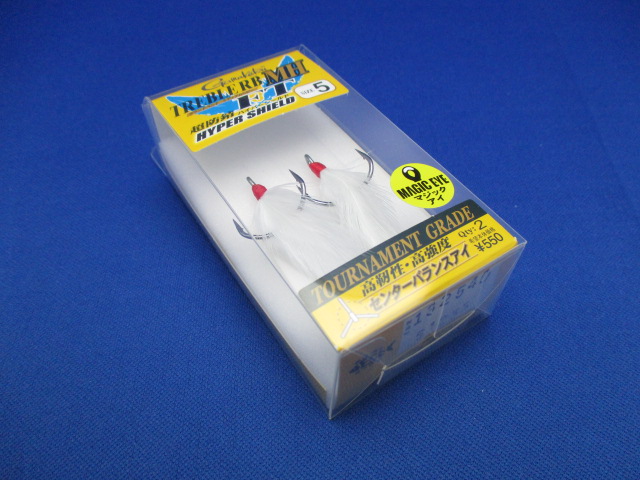 Gamakatsu
TREBLE RB MH
FT
SIZE 5
超防錆
HYPER SHIELD
MAGIC EYE
マジック
アイ
TOURNAMENT GRADE
高靭性・高強度
センターバランスアイ
Qty: 2
¥550